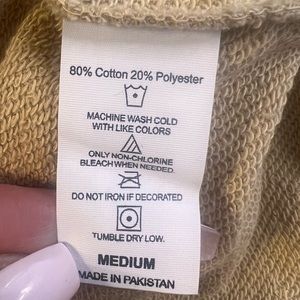 80% Cotton 20% Polyester
MACHINE WASH COLD
WITH LIKE COLORS
ONLY NON-CHLORINE
BLEACH WHEN NEEDED.
DO NOT IRON IF DECORATED
TUMBLE DRY LOW.
MEDIUM
MADE IN PAKISTAN